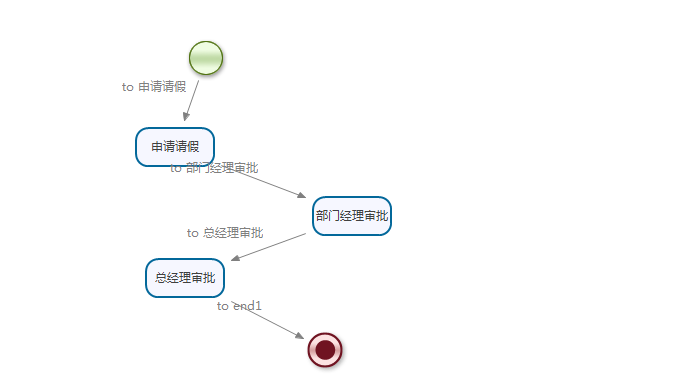 to 申请请假
申请请假
to 部门经理审批
部门经理审批
to 总经理审批
总经理审批
to end1